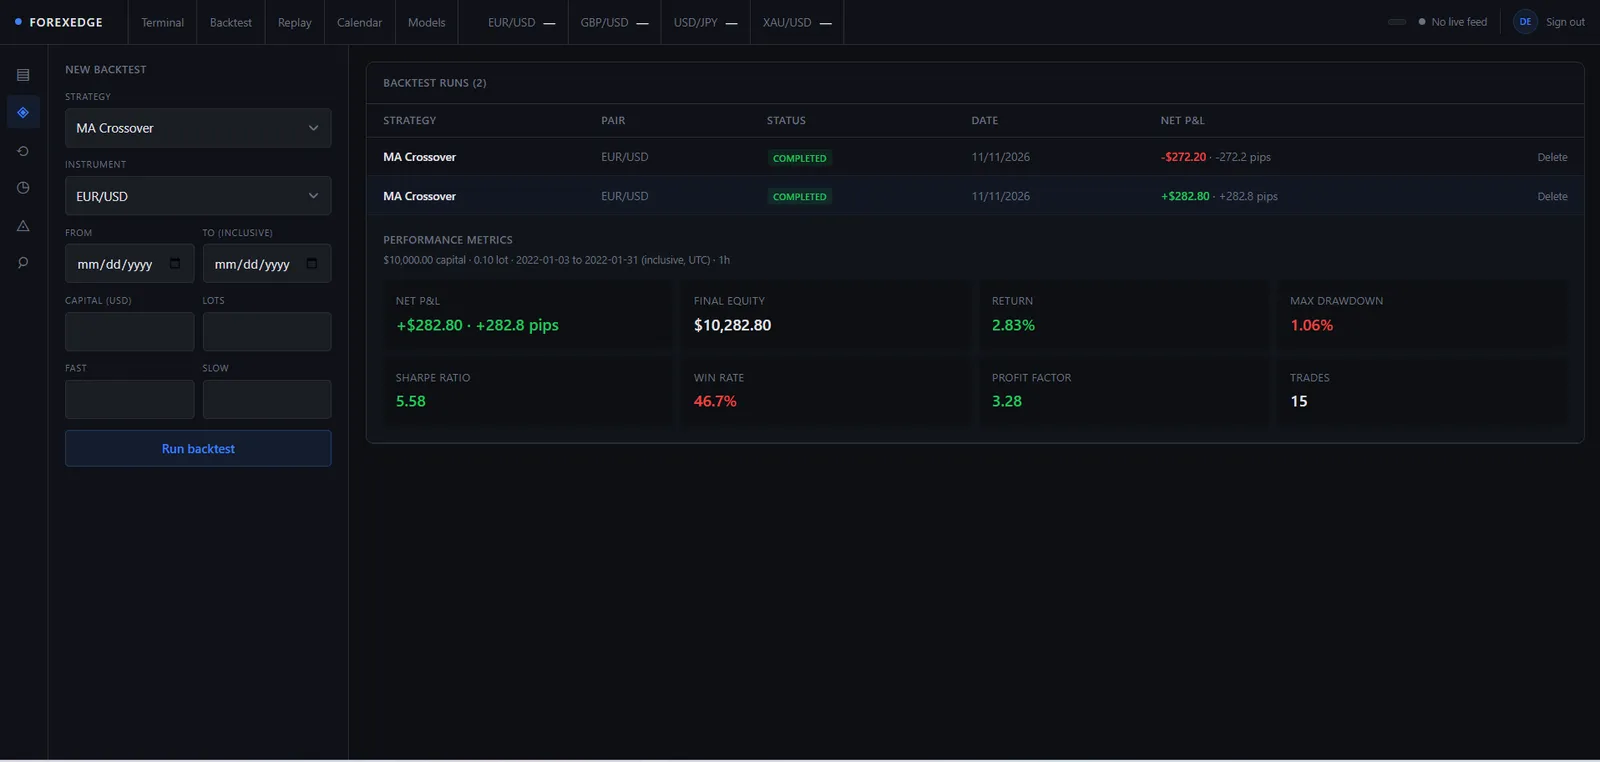 FOREXEDGE Terminal Backtest Replay Calendar Models EUR/USD — GBP/USD — USD/JPY — XAU/USD — No live feed DE Sign out
NEW BACKTEST
STRATEGY
MA Crossover
INSTRUMENT
EUR/USD
FROM TO (INCLUSIVE)
mm/dd/yyyy mm/dd/yyyy
CAPITAL (USD) LOTS
FAST SLOW
Run backtest
BACKTEST RUNS (2)
STRATEGY PAIR STATUS DATE NET P&L
MA Crossover EUR/USD COMPLETED 11/11/2026 -$272.20 · -272.2 pips Delete
MA Crossover EUR/USD COMPLETED 11/11/2026 +$282.80 · +282.8 pips Delete
PERFORMANCE METRICS
$10,000.00 capital · 0.10 lot · 2022-01-03 to 2022-01-31 (inclusive, UTC) · 1h
NET P&L FINAL EQUITY RETURN MAX DRAWDOWN
+$282.80 · +282.8 pips $10,282.80 2.83% 1.06%
SHARPE RATIO WIN RATE PROFIT FACTOR TRADES
5.58 46.7% 3.28 15